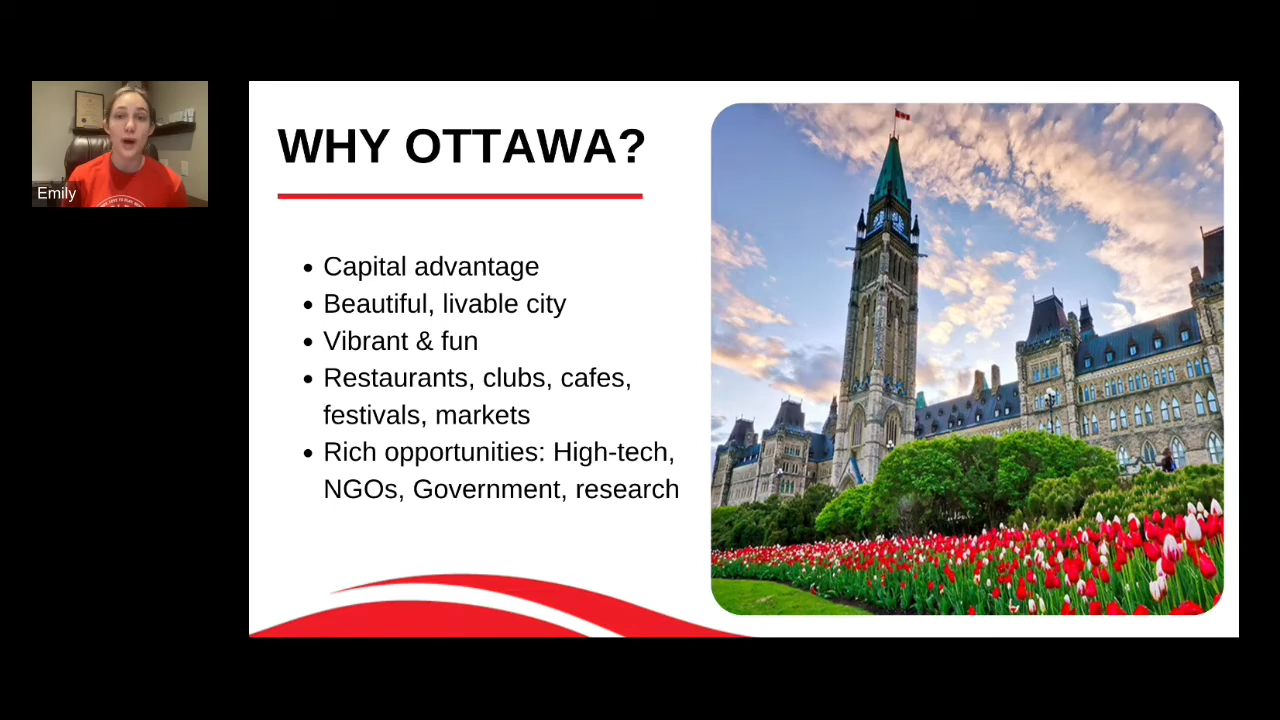 Emily
WHY OTTAWA?
• Capital advantage
• Beautiful, livable city
• Vibrant & fun
• Restaurants, clubs, cafes,
festivals, markets
• Rich opportunities: High-tech,
NGOs, Government, research